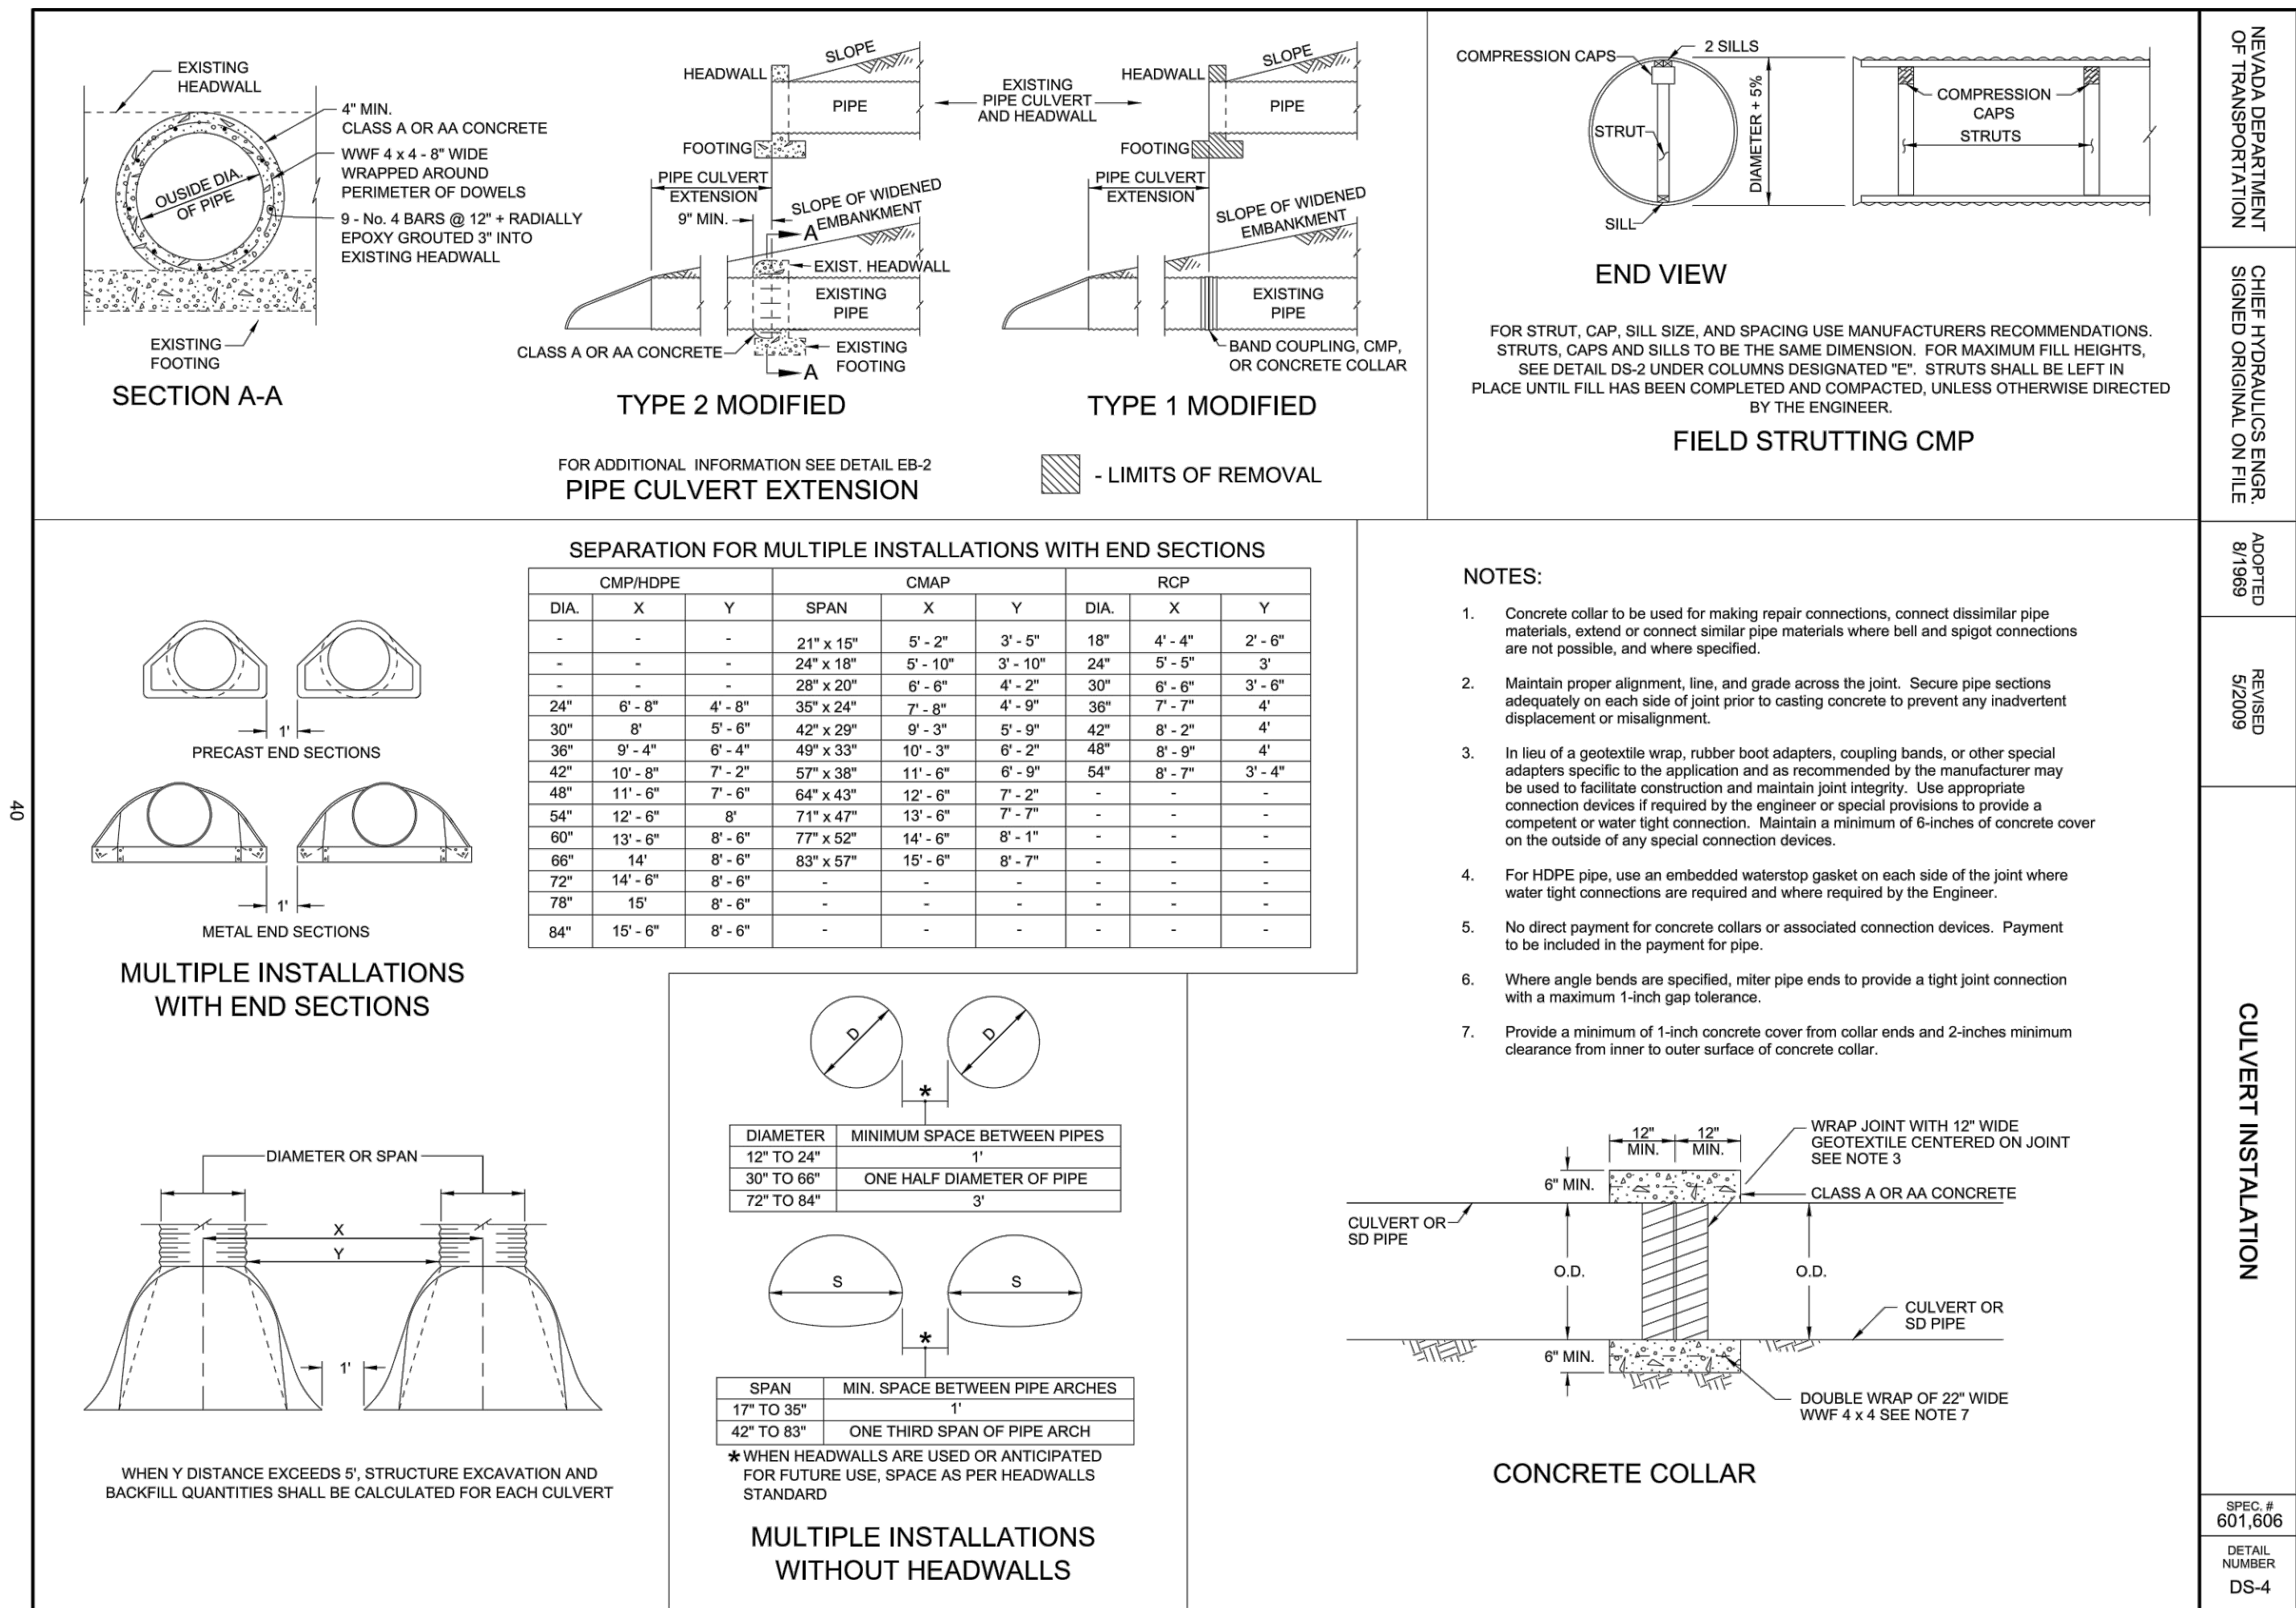 EXISTING
HEADWALL
4" MIN.
CLASS A OR AA CONCRETE
WWF 4 x 4 - 8" WIDE
WRAPPED AROUND
PERIMETER OF DOWELS
9 - No. 4 BARS @ 12" + RADIALLY
EPOXY GROUTED 3" INTO
EXISTING HEADWALL
OUSIDE DIA.
OF PIPE
EXISTING
FOOTING
SECTION A-A
HEADWALL
SLOPE
PIPE
FOOTING
PIPE CULVERT
EXTENSION
9" MIN.
SLOPE OF WIDENED
EMBANKMENT
A
EXIST. HEADWALL
EXISTING
PIPE
CLASS A OR AA CONCRETE
EXISTING
FOOTING
A
TYPE 2 MODIFIED
EXISTING
PIPE CULVERT
AND HEADWALL
HEADWALL
SLOPE
PIPE
FOOTING
PIPE CULVERT
EXTENSION
SLOPE OF WIDENED
EMBANKMENT
EXISTING
PIPE
BAND COUPLING, CMP,
OR CONCRETE COLLAR
TYPE 1 MODIFIED
FOR ADDITIONAL INFORMATION SEE DETAIL EB-2
PIPE CULVERT EXTENSION
- LIMITS OF REMOVAL
COMPRESSION CAPS
2 SILLS
STRUT
SILL
DIAMETER + 5%
COMPRESSION
CAPS
STRUTS
END VIEW
FOR STRUT, CAP, SILL SIZE, AND SPACING USE MANUFACTURERS RECOMMENDATIONS.
STRUTS, CAPS AND SILLS TO BE THE SAME DIMENSION. FOR MAXIMUM FILL HEIGHTS,
SEE DETAIL DS-2 UNDER COLUMNS DESIGNATED "E". STRUTS SHALL BE LEFT IN
PLACE UNTIL FILL HAS BEEN COMPLETED AND COMPACTED, UNLESS OTHERWISE DIRECTED
BY THE ENGINEER.
FIELD STRUTTING CMP
1'
PRECAST END SECTIONS
1'
METAL END SECTIONS
MULTIPLE INSTALLATIONS
WITH END SECTIONS
SEPARATION FOR MULTIPLE INSTALLATIONS WITH END SECTIONS
CMP/HDPE CMAP RCP
DIA. X Y SPAN X Y DIA. X Y
- - - 21" x 15" 5' - 2" 3' - 5" 18" 4' - 4" 2' - 6"
- - - 24" x 18" 5' - 10" 3' - 10" 24" 5' - 5" 3'
- - - 28" x 20" 6' - 6" 4' - 2" 30" 6' - 6" 3' - 6"
24" 6' - 8" 4' - 8" 35" x 24" 7' - 8" 4' - 9" 36" 7' - 7" 4'
30" 8' 5' - 6" 42" x 29" 9' - 3" 5' - 9" 42" 8' - 2" 4'
36" 9' - 4" 6' - 4" 49" x 33" 10' - 3" 6' - 2" 48" 8' - 9" 4'
42" 10' - 8" 7' - 2" 57" x 38" 11' - 6" 6' - 9" 54" 8' - 7" 3' - 4"
48" 11' - 6" 7' - 6" 64" x 43" 12' - 6" 7' - 2" - - -
54" 12' - 6" 8' 71" x 47" 13' - 6" 7' - 7" - - -
60" 13' - 6" 8' - 6" 77" x 52" 14' - 6" 8' - 1" - - -
66" 14' 8' - 6" 83" x 57" 15' - 6" 8' - 7" - - -
72" 14' - 6" 8' - 6" - - - - - -
78" 15' 8' - 6" - - - - - -
84" 15' - 6" 8' - 6" - - - - - -
DIAMETER OR SPAN
X
Y
1'
WHEN Y DISTANCE EXCEEDS 5', STRUCTURE EXCAVATION AND
BACKFILL QUANTITIES SHALL BE CALCULATED FOR EACH CULVERT
D D
*
DIAMETER MINIMUM SPACE BETWEEN PIPES
12" TO 24" 1'
30" TO 66" ONE HALF DIAMETER OF PIPE
72" TO 84" 3'
S S
*
SPAN MIN. SPACE BETWEEN PIPE ARCHES
17" TO 35" 1'
42" TO 83" ONE THIRD SPAN OF PIPE ARCH
* WHEN HEADWALLS ARE USED OR ANTICIPATED
FOR FUTURE USE, SPACE AS PER HEADWALLS
STANDARD
MULTIPLE INSTALLATIONS
WITHOUT HEADWALLS
NOTES:
1. Concrete collar to be used for making repair connections, connect dissimilar pipe
materials, extend or connect similar pipe materials where bell and spigot connections
are not possible, and where specified.
2. Maintain proper alignment, line, and grade across the joint. Secure pipe sections
adequately on each side of joint prior to casting concrete to prevent any inadvertent
displacement or misalignment.
3. In lieu of a geotextile wrap, rubber boot adapters, coupling bands, or other special
adapters specific to the application and as recommended by the manufacturer may
be used to facilitate construction and maintain joint integrity. Use appropriate
connection devices if required by the engineer or special provisions to provide a
competent or water tight connection. Maintain a minimum of 6-inches of concrete cover
on the outside of any special connection devices.
4. For HDPE pipe, use an embedded waterstop gasket on each side of the joint where
water tight connections are required and where required by the Engineer.
5. No direct payment for concrete collars or associated connection devices. Payment
to be included in the payment for pipe.
6. Where angle bends are specified, miter pipe ends to provide a tight joint connection
with a maximum 1-inch gap tolerance.
7. Provide a minimum of 1-inch concrete cover from collar ends and 2-inches minimum
clearance from inner to outer surface of concrete collar.
12" 12"
MIN. MIN.
WRAP JOINT WITH 12" WIDE
GEOTEXTILE CENTERED ON JOINT
SEE NOTE 3
6" MIN.
CLASS A OR AA CONCRETE
CULVERT OR
SD PIPE
O.D. O.D.
CULVERT OR
SD PIPE
6" MIN.
DOUBLE WRAP OF 22" WIDE
WWF 4 x 4 SEE NOTE 7
CONCRETE COLLAR
NEVADA DEPARTMENT
OF TRANSPORTATION
CHIEF HYDRAULICS ENGR.
SIGNED ORIGINAL ON FILE
ADOPTED
8/1969
REVISED
5/2009
CULVERT INSTALATION
SPEC. #
601,606
DETAIL
NUMBER
DS-4
40